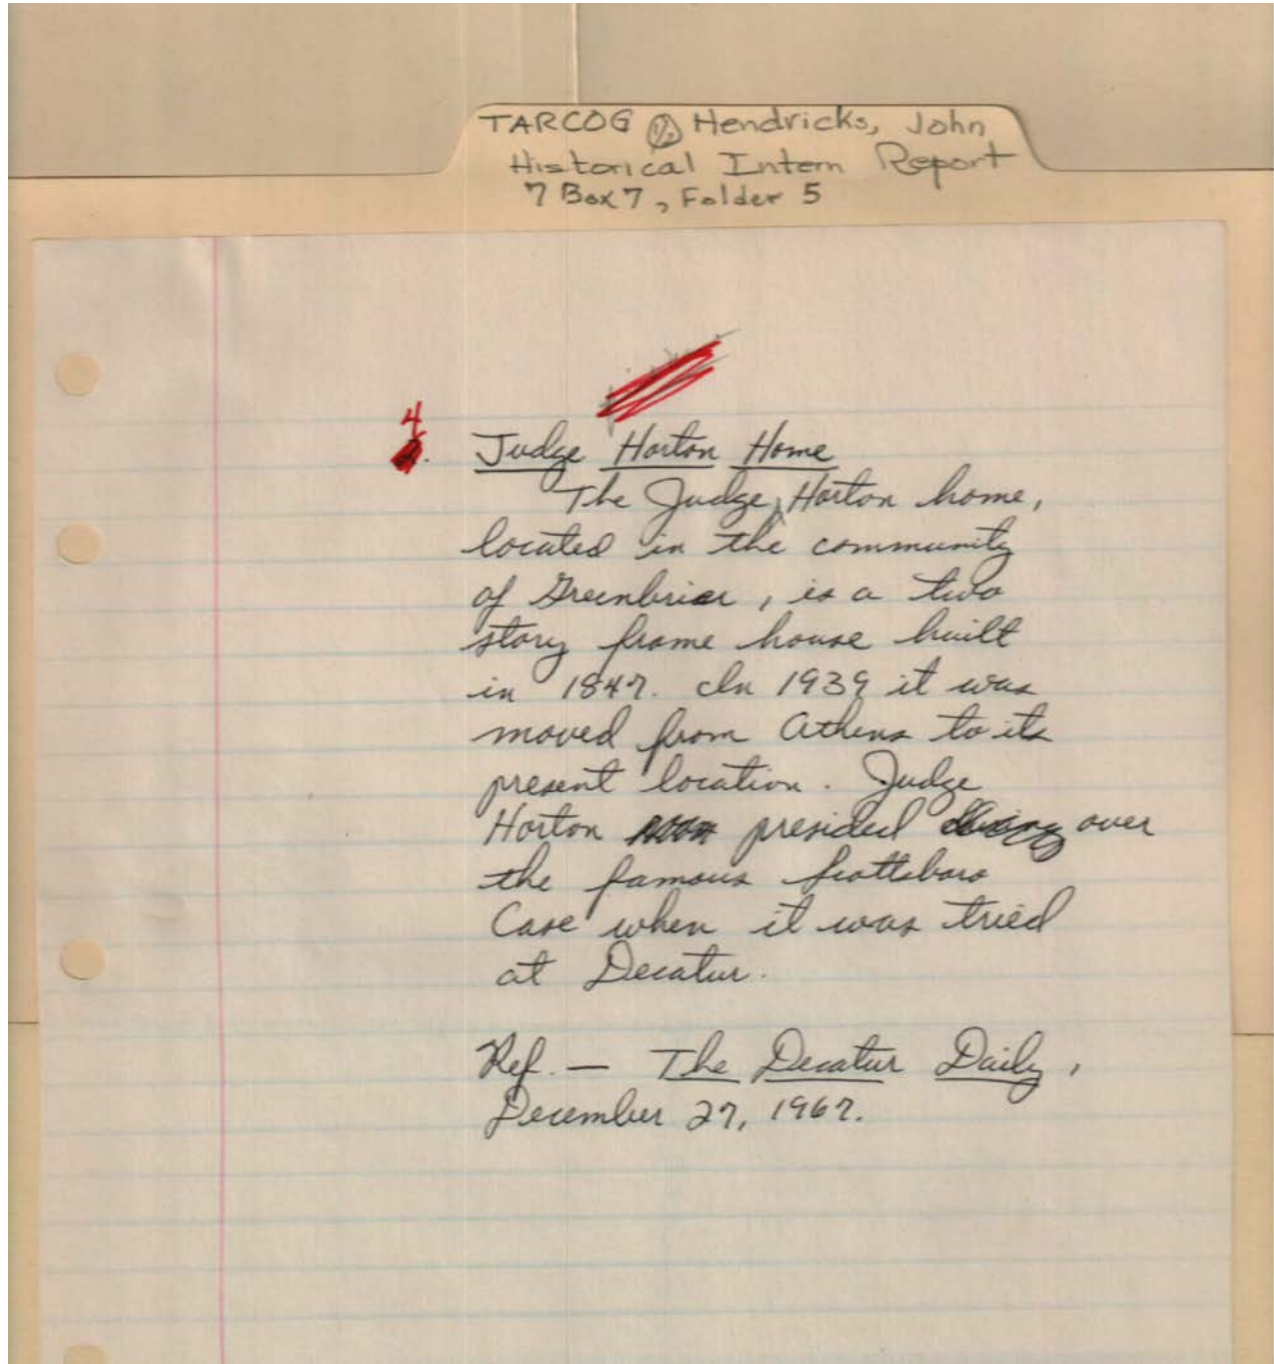 TARCOG Hendricks, John
Historical Intern Report
7 Box 7, Folder 5
4.
Judge Horton Home
The Judge Horton home,
located in the community
of Greenbrier, is a two
story frame house built
in 1847. In 1939 it was
moved from Athens to its
present location. Judge
Horton presided over
the famous Scottsboro
Case when it was tried
at Decatur.
Ref. — The Decatur Daily,
December 27, 1967.